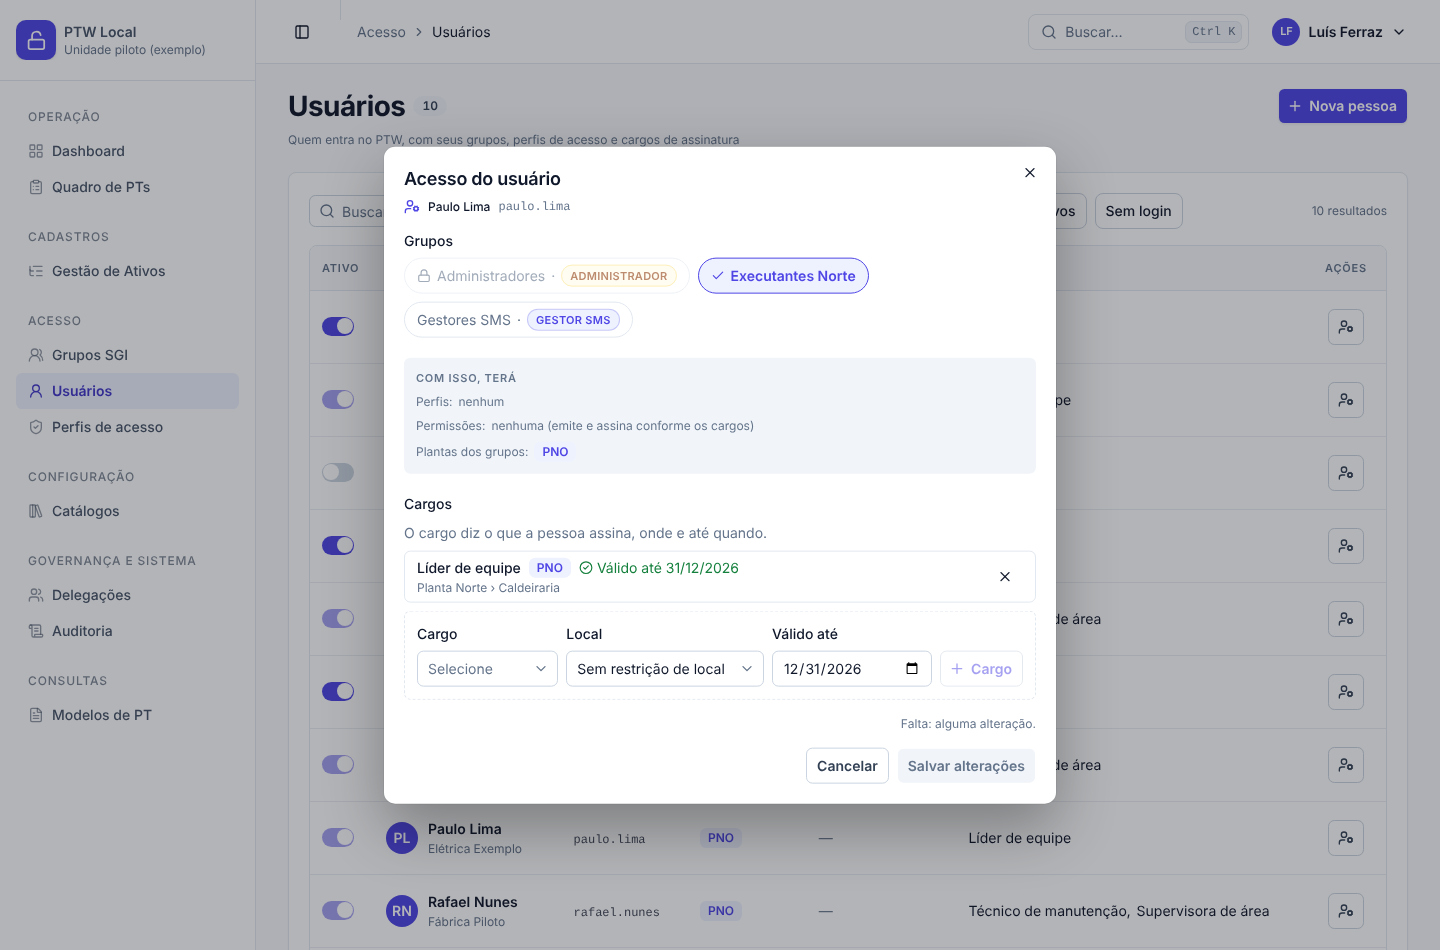 PTW Local
Unidade piloto (exemplo)
OPERAÇÃO
Dashboard
Quadro de PTs
CADASTROS
Gestão de Ativos
ACESSO
Grupos SGI
Usuários
Perfis de acesso
CONFIGURAÇÃO
Catálogos
GOVERNANÇA E SISTEMA
Delegações
Auditoria
CONSULTAS
Modelos de PT
Acesso > Usuários
Buscar... Ctrl K
LF Luís Ferraz
Usuários 10
+ Nova pessoa
Quem entra no PTW, com seus grupos, perfis de acesso e cargos de assinatura
Sem login
10 resultados
ATIVO
AÇÕES
Acesso do usuário
Paulo Lima paulo.lima
Grupos
Administradores · ADMINISTRADOR
Executantes Norte
Gestores SMS · GESTOR SMS
COM ISSO, TERÁ
Perfis: nenhum
Permissões: nenhuma (emite e assina conforme os cargos)
Plantas dos grupos: PNO
Cargos
O cargo diz o que a pessoa assina, onde e até quando.
Líder de equipe PNO Válido até 31/12/2026
Planta Norte › Caldeiraria
Cargo Local Válido até
Selecione Sem restrição de local 12/31/2026 + Cargo
Falta: alguma alteração.
Cancelar Salvar alterações
de área
de área
PL Paulo Lima paulo.lima PNO — Líder de equipe
Elétrica Exemplo
RN Rafael Nunes rafael.nunes PNO — Técnico de manutenção, Supervisora de área
Fábrica Piloto